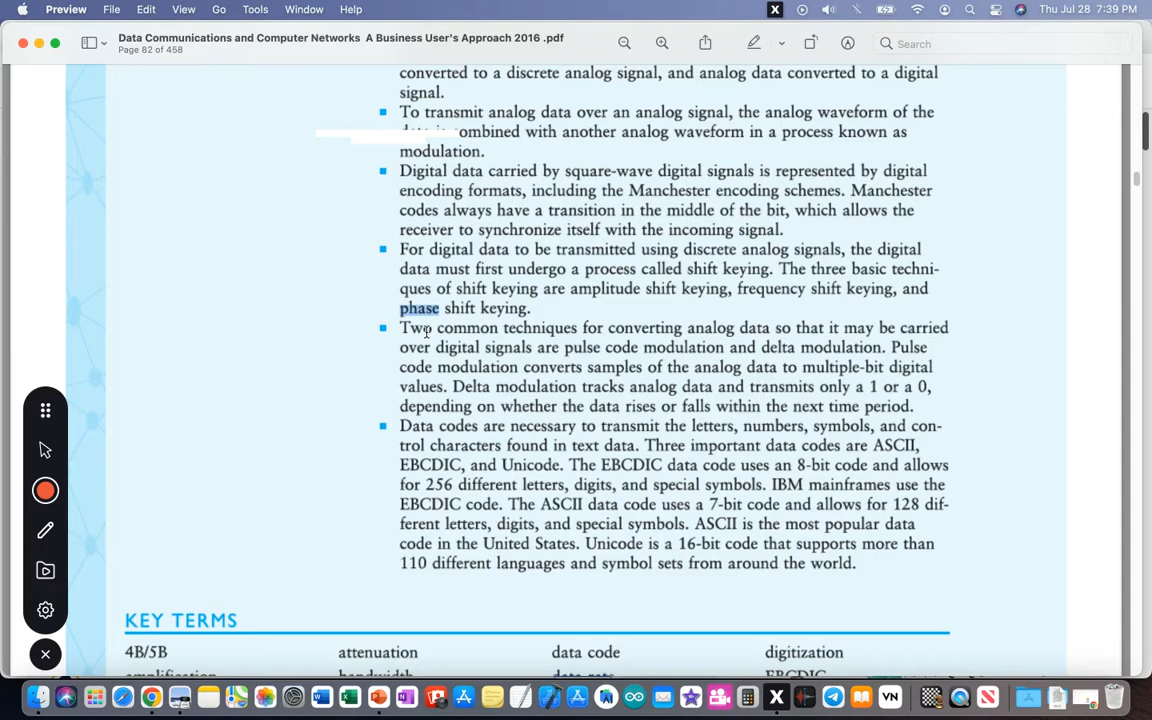 Preview File Edit View Go Tools Window Help X Thu Jul 28 7:39 PM
Data Communications and Computer Networks A Business User's Approach 2016 .pdf
Page 82 of 458
Search
converted to a discrete analog signal, and analog data converted to a digital
signal.
■ To transmit analog data over an analog signal, the analog waveform of the
combined with another analog waveform in a process known as
modulation.
■ Digital data carried by square-wave digital signals is represented by digital
encoding formats, including the Manchester encoding schemes. Manchester
codes always have a transition in the middle of the bit, which allows the
receiver to synchronize itself with the incoming signal.
■ For digital data to be transmitted using discrete analog signals, the digital
data must first undergo a process called shift keying. The three basic techni-
ques of shift keying are amplitude shift keying, frequency shift keying, and
phase shift keying.
■ Two common techniques for converting analog data so that it may be carried
over digital signals are pulse code modulation and delta modulation. Pulse
code modulation converts samples of the analog data to multiple-bit digital
values. Delta modulation tracks analog data and transmits only a 1 or a 0,
depending on whether the data rises or falls within the next time period.
■ Data codes are necessary to transmit the letters, numbers, symbols, and con-
trol characters found in text data. Three important data codes are ASCII,
EBCDIC, and Unicode. The EBCDIC data code uses an 8-bit code and allows
for 256 different letters, digits, and special symbols. IBM mainframes use the
EBCDIC code. The ASCII data code uses a 7-bit code and allows for 128 dif-
ferent letters, digits, and special symbols. ASCII is the most popular data
code in the United States. Unicode is a 16-bit code that supports more than
110 different languages and symbol sets from around the world.
KEY TERMS
4B/5B attenuation data code digitization
amplification bandwidth data rate EBCDIC